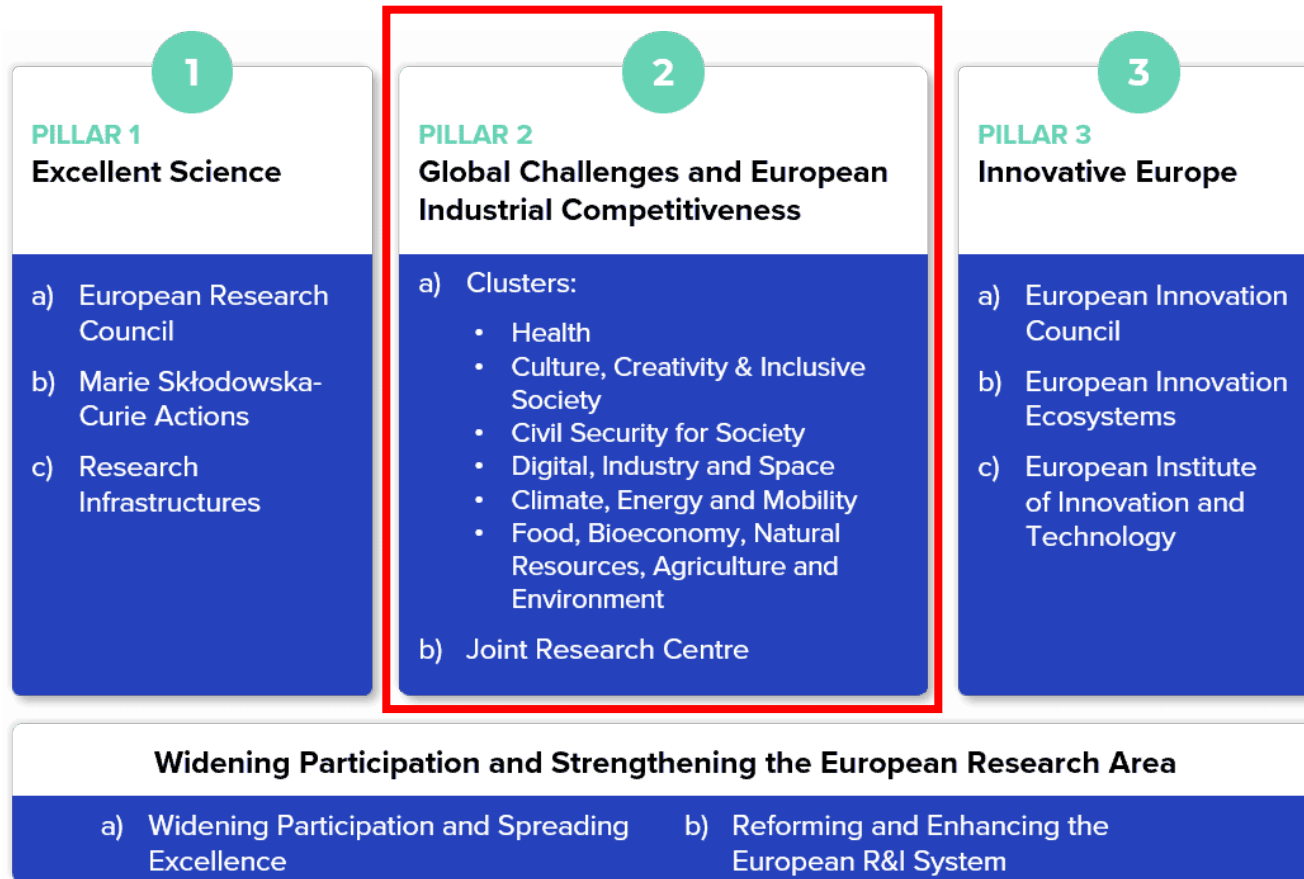 1
PILLAR 1
Excellent Science
a) European Research
Council
b) Marie Skłodowska-
Curie Actions
c) Research
Infrastructures
2
PILLAR 2
Global Challenges and European
Industrial Competitiveness
a) Clusters:
• Health
• Culture, Creativity & Inclusive
Society
• Civil Security for Society
• Digital, Industry and Space
• Climate, Energy and Mobility
• Food, Bioeconomy, Natural
Resources, Agriculture and
Environment
b) Joint Research Centre
3
PILLAR 3
Innovative Europe
a) European Innovation
Council
b) European Innovation
Ecosystems
c) European Institute
of Innovation and
Technology
Widening Participation and Strengthening the European Research Area
a) Widening Participation and Spreading
Excellence
b) Reforming and Enhancing the
European R&I System